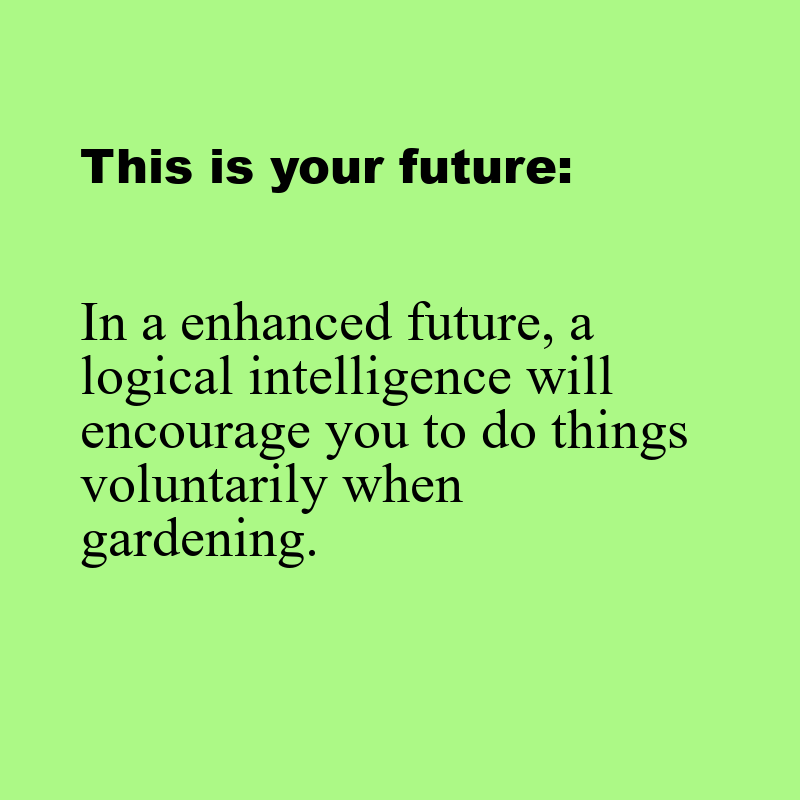 This is your future:
In a enhanced future, a
logical intelligence will
encourage you to do things
voluntarily when
gardening.